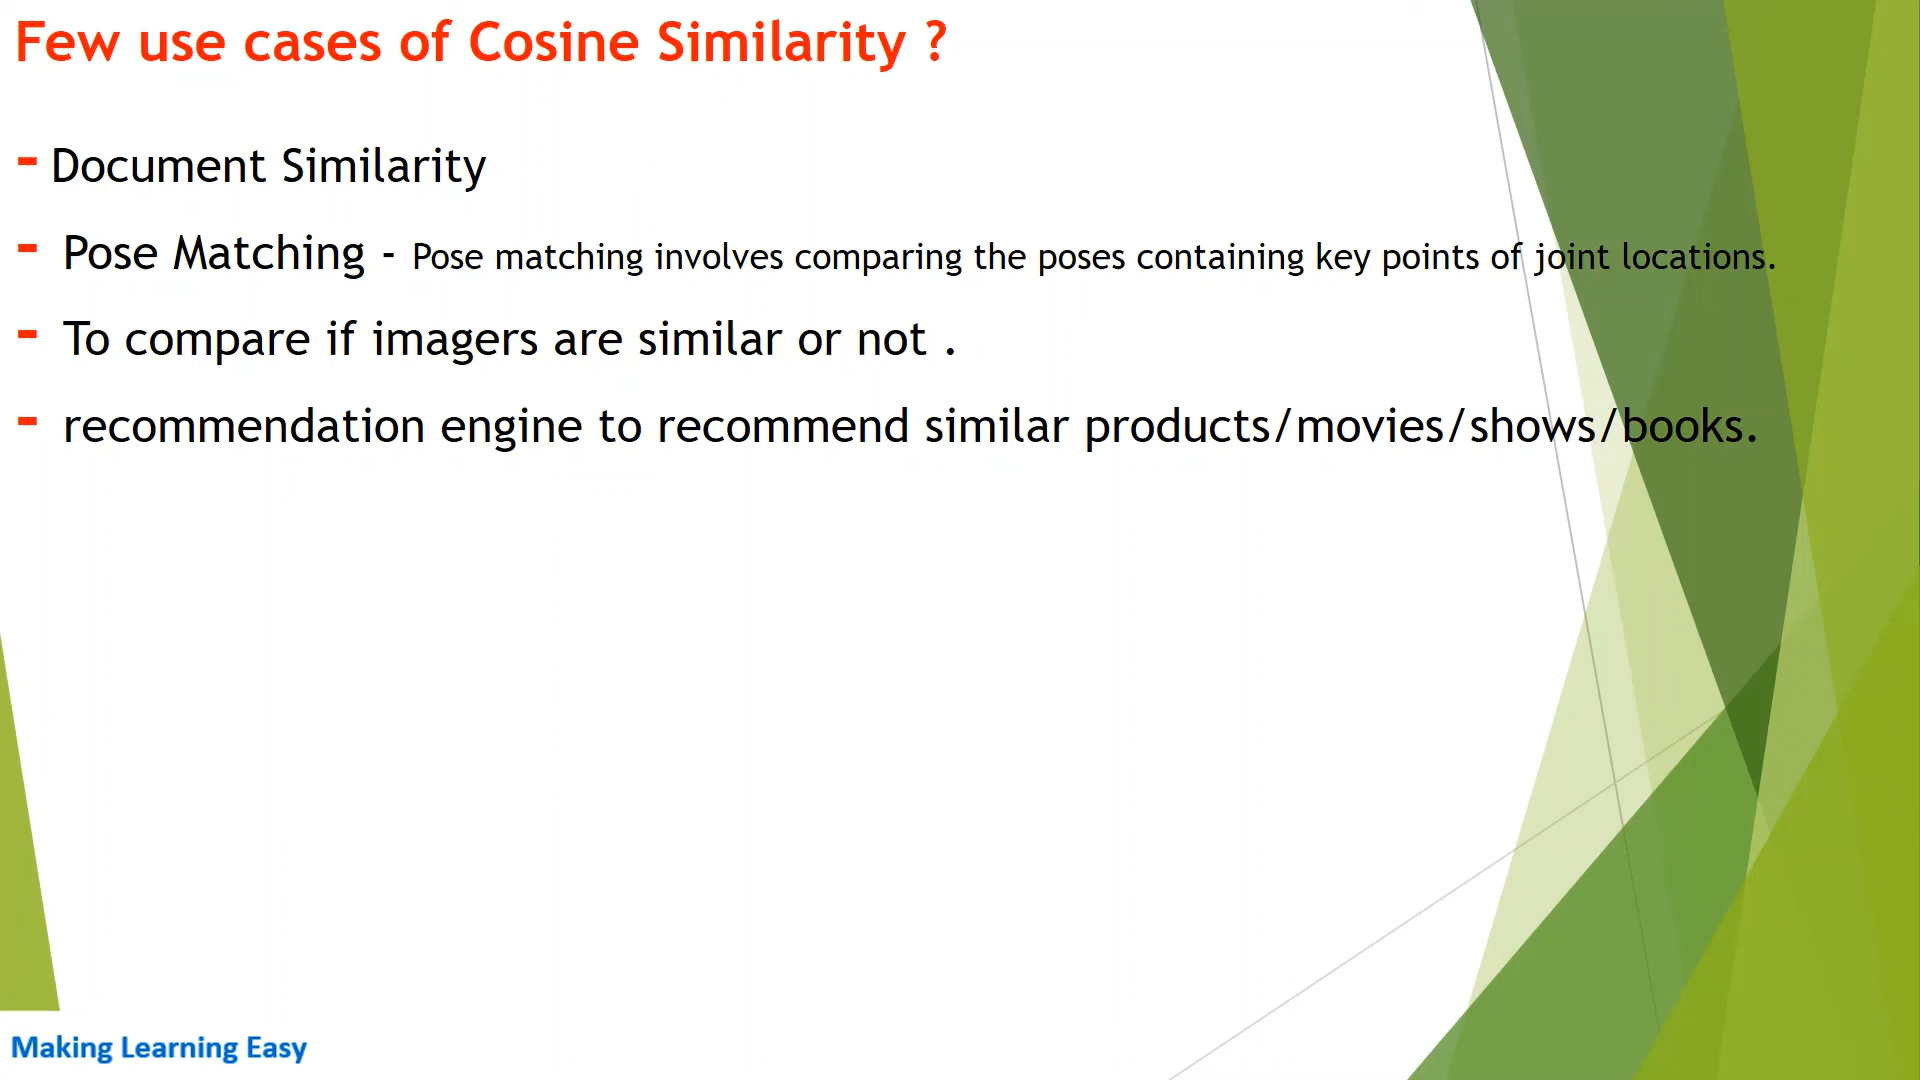 Few use cases of Cosine Similarity ?
- Document Similarity
- Pose Matching - Pose matching involves comparing the poses containing key points of joint locations.
- To compare if imagers are similar or not .
- recommendation engine to recommend similar products/movies/shows/books.
Making Learning Easy